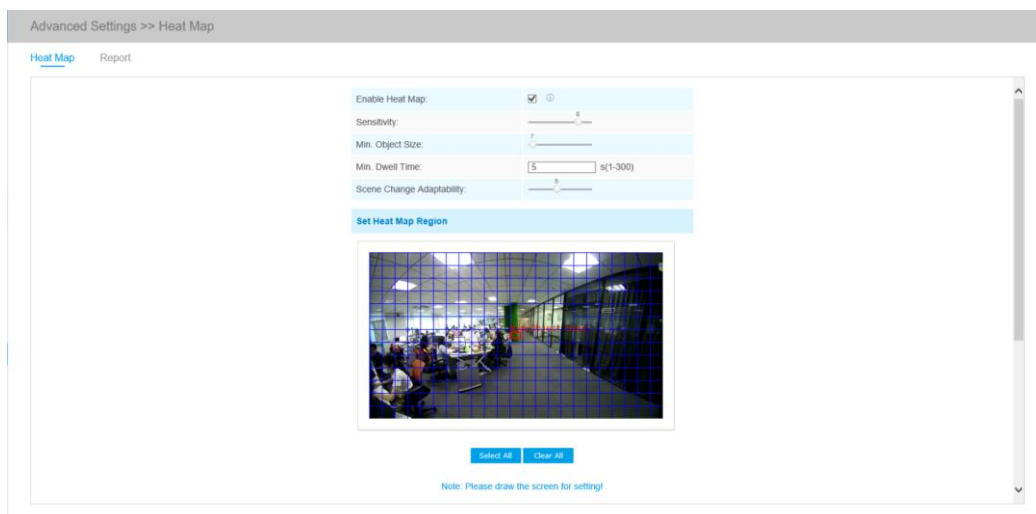 Advanced Settings >> Heat Map
Heat Map Report
Enable Heat Map:
Sensitivity:
Min. Object Size:
Min. Dwell Time: 5 s(1-300)
Scene Change Adaptability: 5
Set Heat Map Region
Select All Clear All
Note: Please draw the screen for setting!